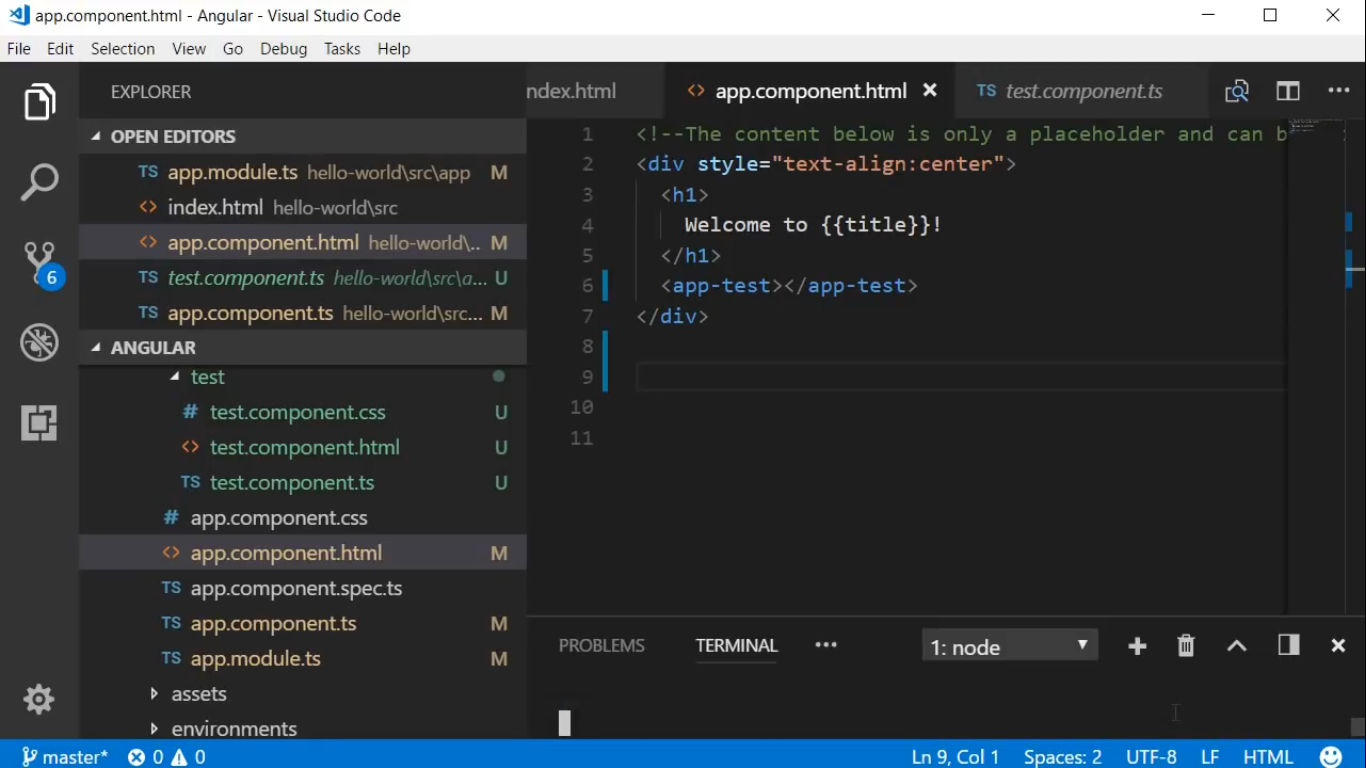 app.component.html - Angular - Visual Studio Code
File Edit Selection View Go Debug Tasks Help
EXPLORER
OPEN EDITORS
TS app.module.ts hello-world\src\app M
<> index.html hello-world\src
<> app.component.html hello-world\.. M
TS test.component.ts hello-world\src\a... U
TS app.component.ts hello-world\src... M
6
ANGULAR
test
# test.component.css U
<> test.component.html U
TS test.component.ts U
# app.component.css
<> app.component.html M
TS app.component.spec.ts
TS app.component.ts M
TS app.module.ts M
assets
environments
ndex.html <> app.component.html × TS test.component.ts ...
1 <!--The content below is only a placeholder and can b
2 <div style="text-align:center">
3 <h1>
4 Welcome to {{title}}!
5 </h1>
6 <app-test></app-test>
7 </div>
8
9
10
11
PROBLEMS TERMINAL ... 1: node
master* 0 0 Ln 9, Col 1 Spaces: 2 UTF-8 LF HTML